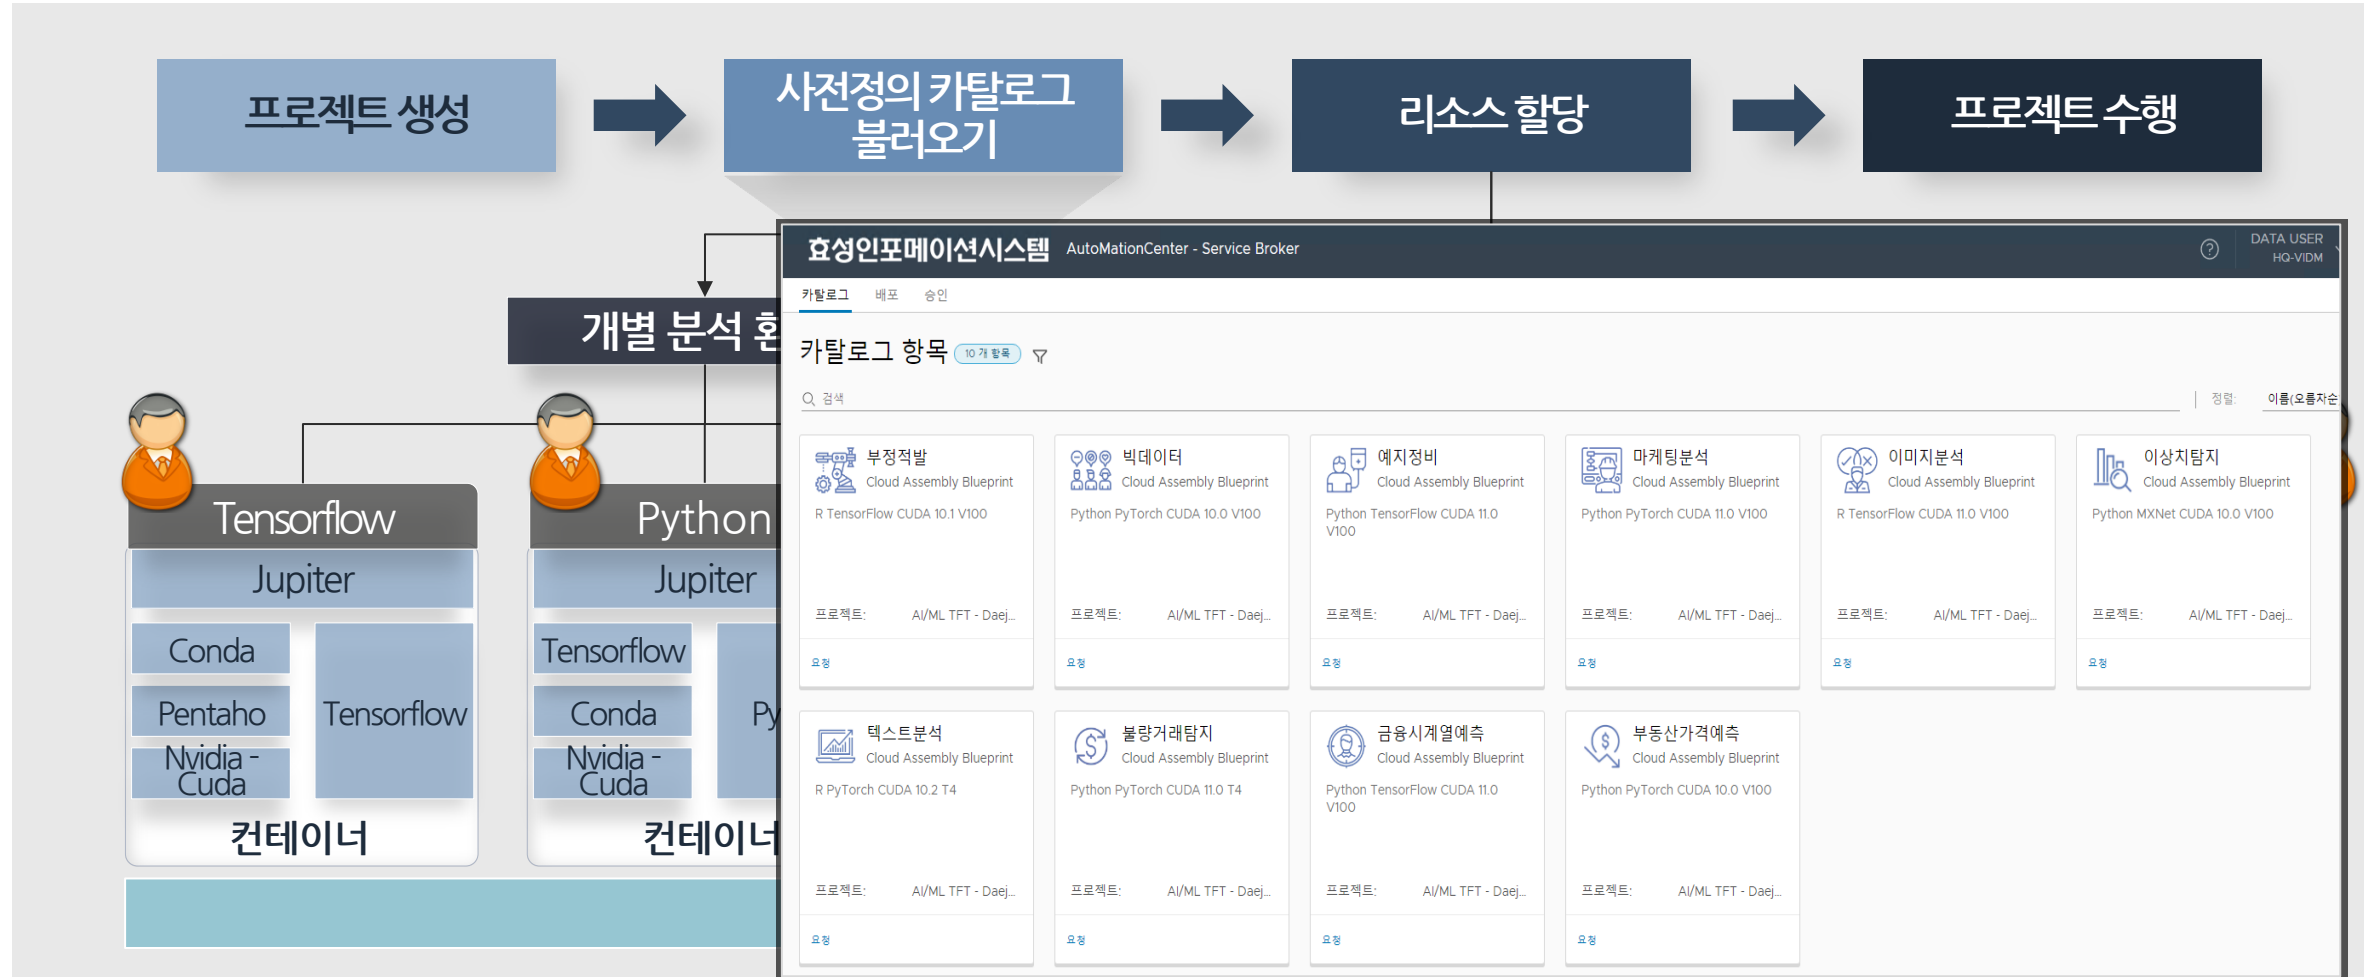 프로젝트 생성
사전정의 카탈로그
불러오기
리소스 할당
프로젝트 수행
개별 분석
Tensorflow
Jupiter
Conda
Pentaho
Nvidia -
Cuda
Tensorflow
컨테이너
Python
Jupiter
Tensorflow
Conda
Nvidia -
Cuda
Py
컨테이너
효성인포메이션시스템 AutoMationCenter - Service Broker
DATA USER
HQ-VIDM
카탈로그 배포 승인
카탈로그 항목 10 개 항목
검색
정렬: 이름(오름차순
부정적발
Cloud Assembly Blueprint
R TensorFlow CUDA 10.1 V100
프로젝트: AI/ML TFT - Daej...
요청
빅데이터
Cloud Assembly Blueprint
Python PyTorch CUDA 10.0 V100
프로젝트: AI/ML TFT - Daej...
요청
예지정비
Cloud Assembly Blueprint
Python TensorFlow CUDA 11.0
V100
프로젝트: AI/ML TFT - Daej...
요청
마케팅분석
Cloud Assembly Blueprint
Python PyTorch CUDA 11.0 V100
프로젝트: AI/ML TFT - Daej...
요청
이미지분석
Cloud Assembly Blueprint
R TensorFlow CUDA 11.0 V100
프로젝트: AI/ML TFT - Daej...
요청
이상치탐지
Cloud Assembly Blueprint
Python MXNet CUDA 10.0 V100
프로젝트: AI/ML TFT - Daej...
요청
텍스트분석
Cloud Assembly Blueprint
R PyTorch CUDA 10.2 T4
프로젝트: AI/ML TFT - Daej...
요청
불량거래탐지
Cloud Assembly Blueprint
Python PyTorch CUDA 11.0 T4
프로젝트: AI/ML TFT - Daej...
요청
금융시계열예측
Cloud Assembly Blueprint
Python TensorFlow CUDA 11.0
V100
프로젝트: AI/ML TFT - Daej...
요청
부동산가격예측
Cloud Assembly Blueprint
Python PyTorch CUDA 10.0 V100
프로젝트: AI/ML TFT - Daej...
요청